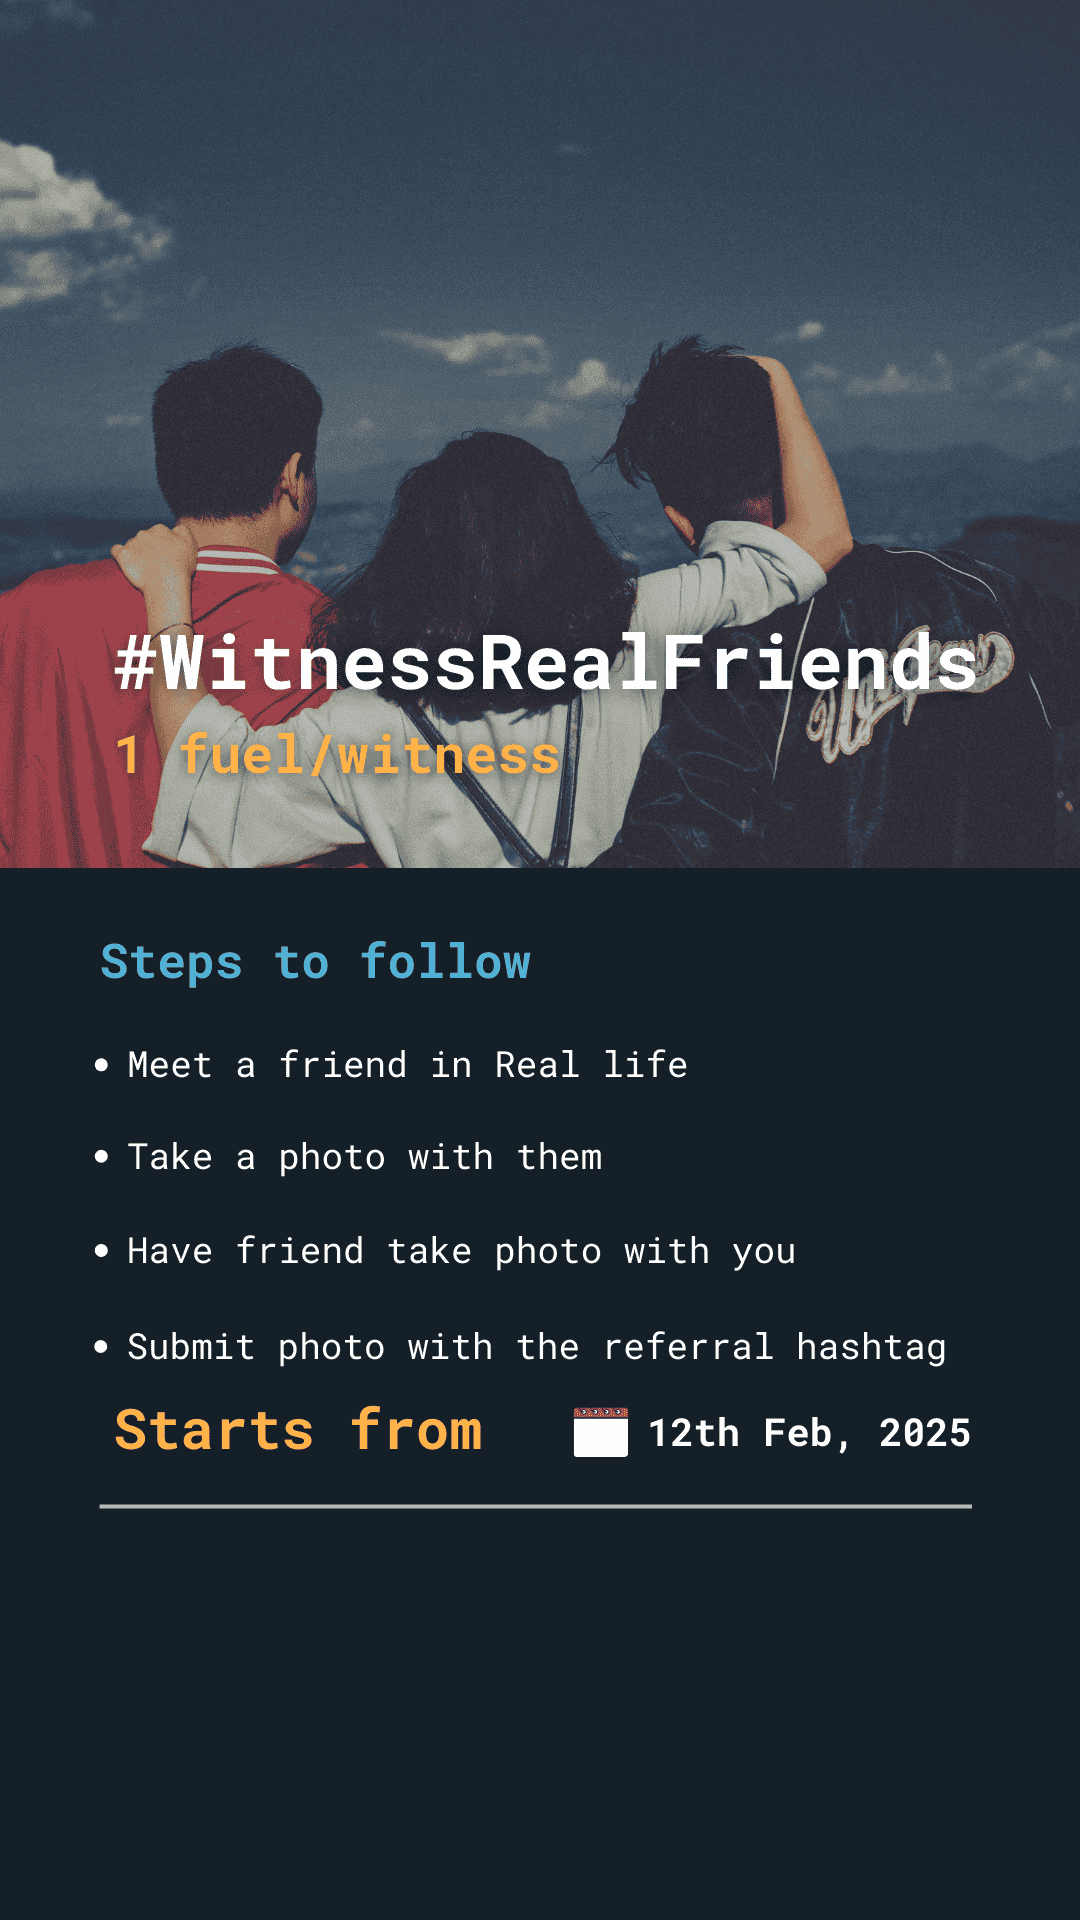 #WitnessRealFriends
1 fuel/witness
Steps to follow
• Meet a friend in Real life
• Take a photo with them
• Have friend take photo with you
• Submit photo with the referral hashtag
Starts from 12th Feb, 2025